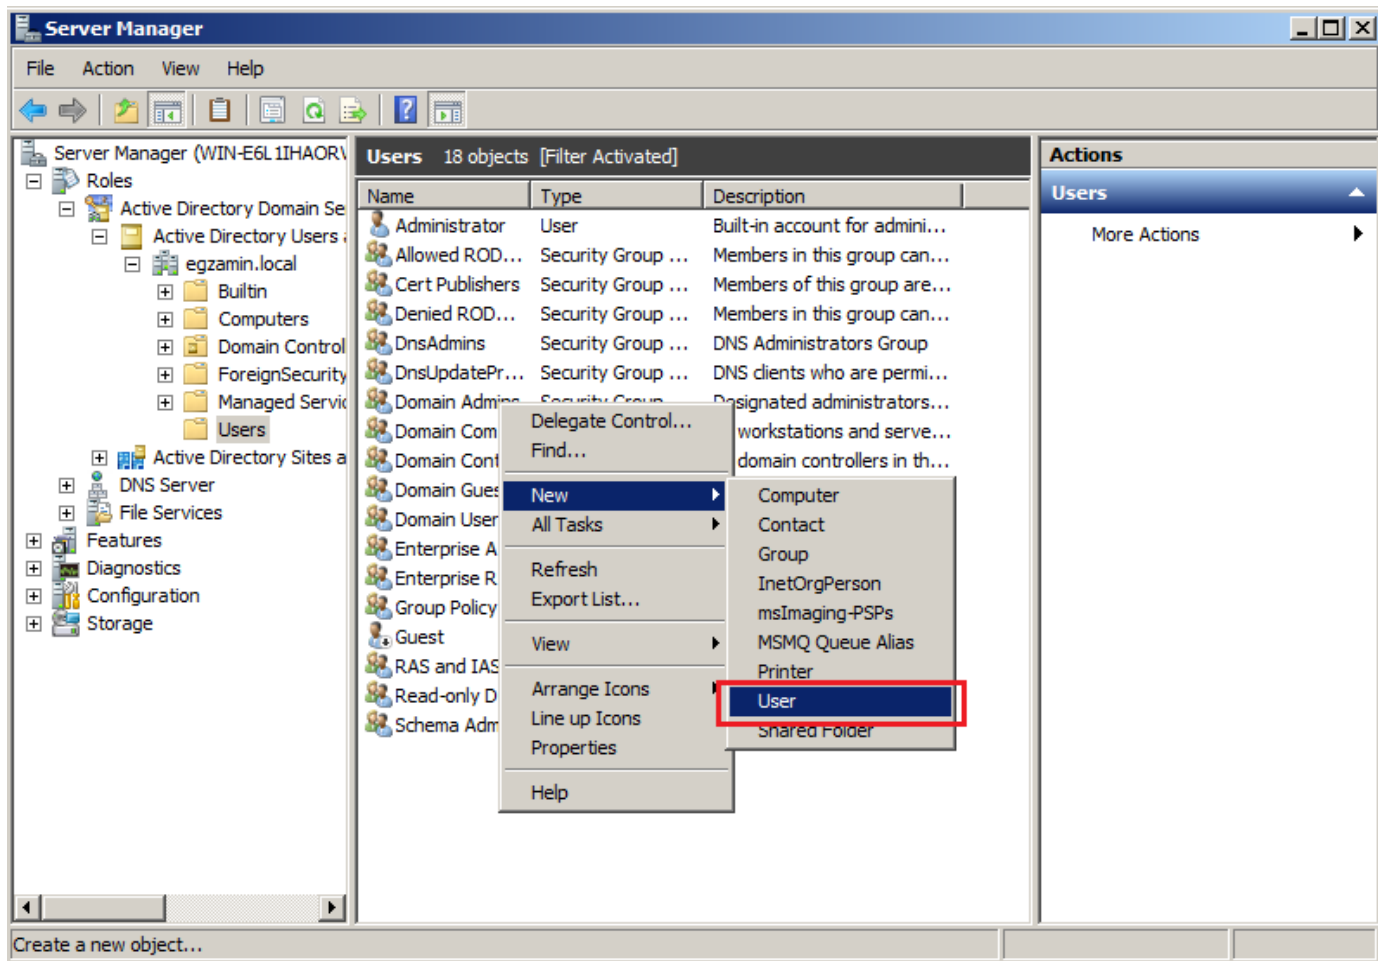 Server Manager
File Action View Help
Server Manager (WIN-E6L1IHAORV
Roles
Active Directory Domain Se
Active Directory Users
egzamin.local
Builtin
Computers
Domain Control
ForeignSecurity
Managed Servic
Users
Active Directory Sites a
DNS Server
File Services
Features
Diagnostics
Configuration
Storage
Users 18 objects [Filter Activated]
Name Type Description
Administrator User Built-in account for admini...
Allowed ROD... Security Group ... Members in this group can...
Cert Publishers Security Group ... Members of this group are...
Denied ROD... Security Group ... Members in this group can...
DnsAdmins Security Group ... DNS Administrators Group
DnsUpdatePr... Security Group ... DNS clients who are permi...
Domain Admins Security Group Designated administrators...
Domain Com workstations and serve...
Domain Cont domain controllers in th...
Domain Gues
Domain User
Enterprise A
Enterprise R
Group Policy
Guest
RAS and IAS
Read-only D
Schema Adm
Delegate Control...
Find...
New
All Tasks
Refresh
Export List...
View
Arrange Icons
Line up Icons
Properties
Help
Computer
Contact
Group
InetOrgPerson
msImaging-PSPs
MSMQ Queue Alias
Printer
User
Shared Folder
Actions
Users
More Actions
Create a new object...